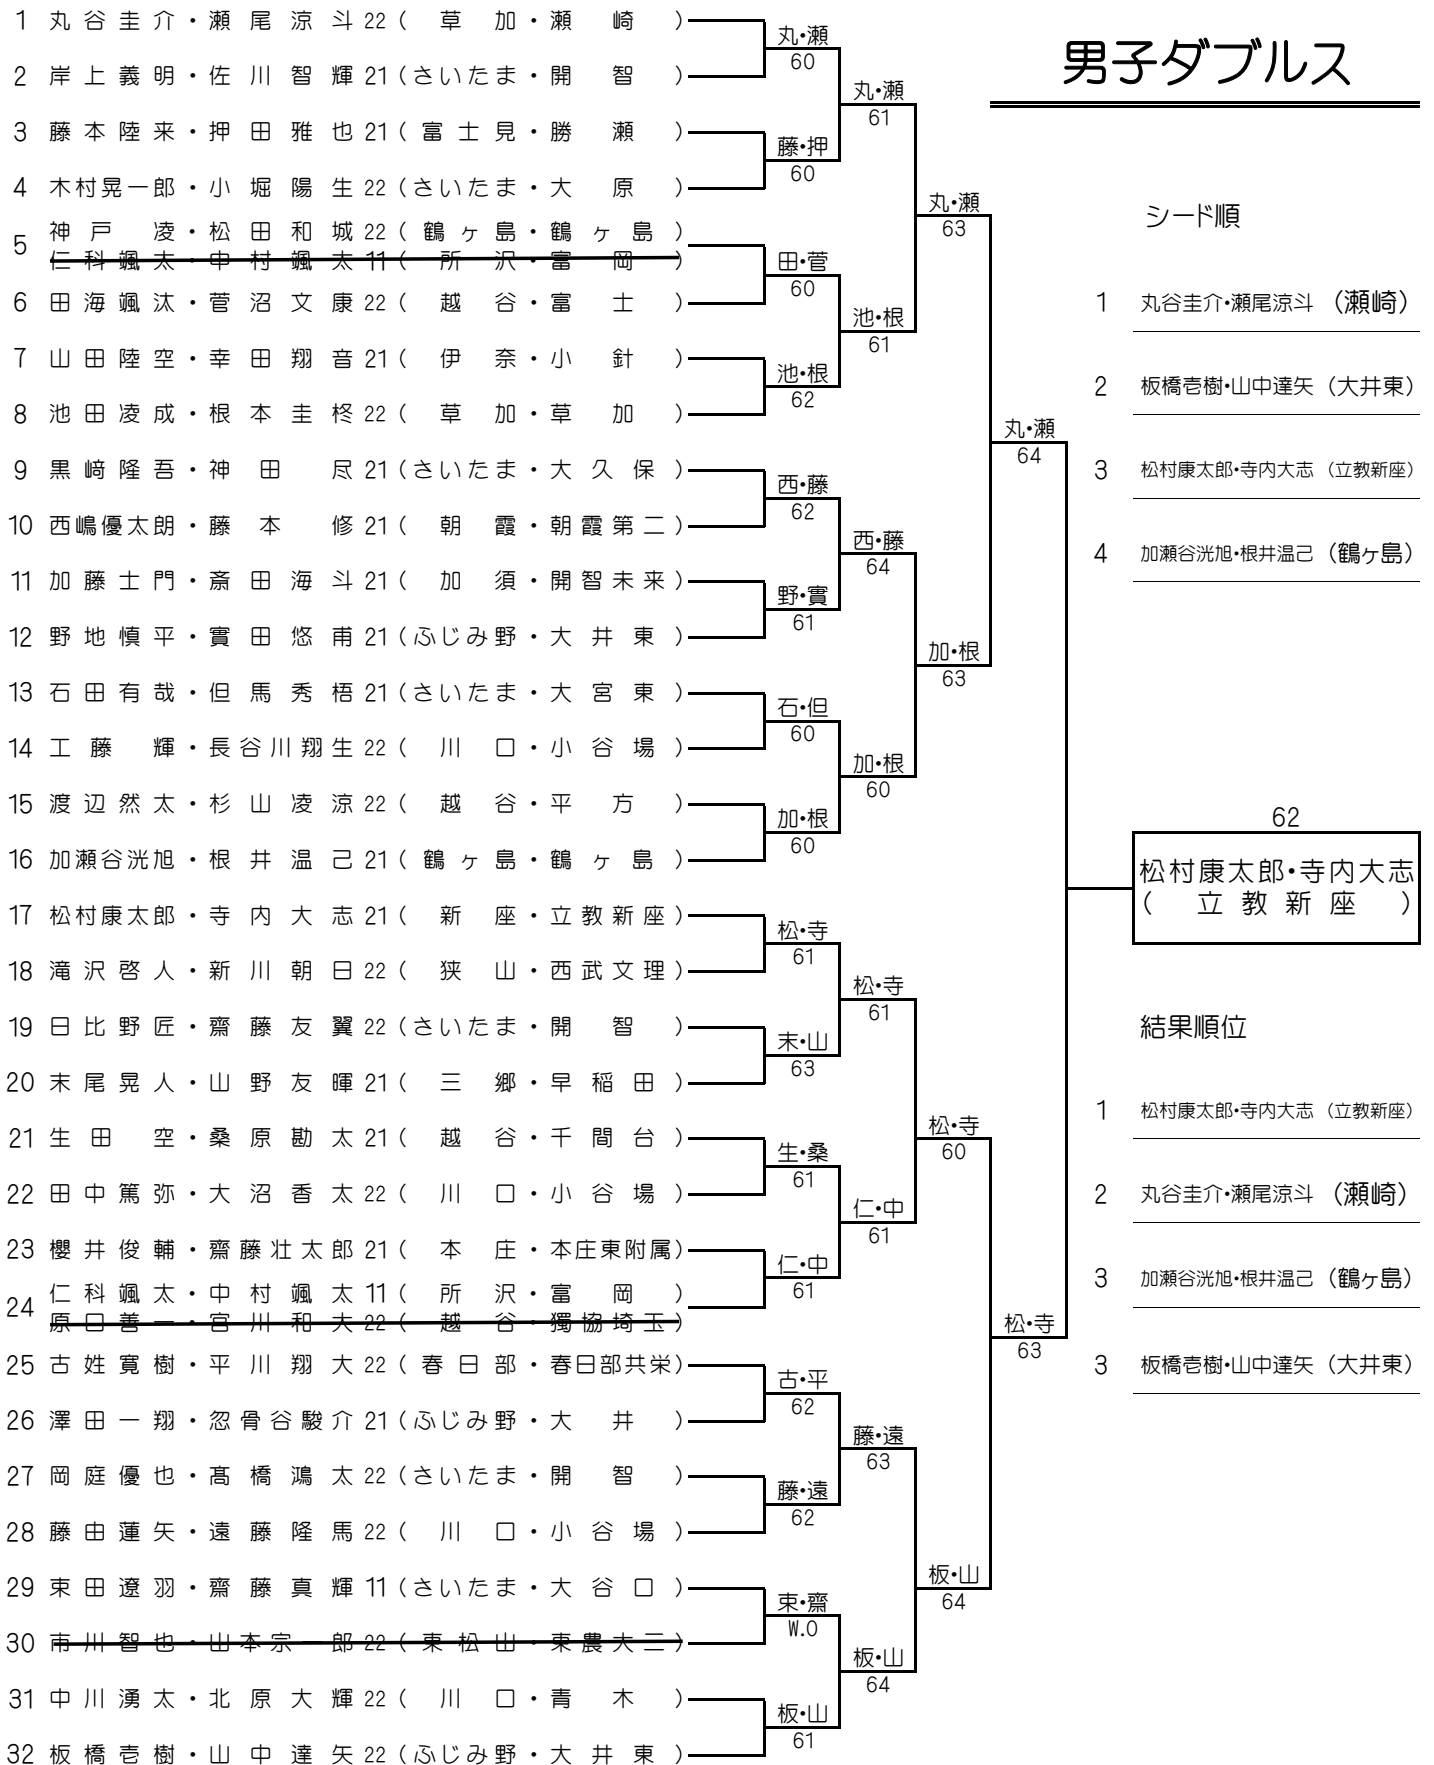 男子ダブルス
1 丸谷圭介・瀬尾涼斗 22 (草加・瀬崎)
2 岸上義明・佐川智輝 21 (さいたま・開智)
3 藤本陸来・押田雅也 21 (富士見・勝瀬)
4 木村晃一郎・小堀陽生 22 (さいたま・大原)
5 神戸凌・松田和城 22 (鶴ヶ島・鶴ヶ島)
仁科颯太・中村颯太 11 (所沢・富岡)
6 田海颯汰・菅沼文康 22 (越谷・富士)
7 山田陸空・幸田翔音 21 (伊奈・小針)
8 池田凌成・根本圭柊 22 (草加・草加)
9 黒﨑隆吾・神田尽 21 (さいたま・大久保)
10 西嶋優太朗・藤本修 21 (朝霞・朝霞第二)
11 加藤士門・斎田海斗 21 (加須・開智未来)
12 野地慎平・實田悠甫 21 (ふじみ野・大井東)
13 石田有哉・但馬秀梧 21 (さいたま・大宮東)
14 工藤輝・長谷川翔生 22 (川口・小谷場)
15 渡辺然太・杉山凌涼 22 (越谷・平方)
16 加瀬谷洸旭・根井温己 21 (鶴ヶ島・鶴ヶ島)
17 松村康太郎・寺内大志 21 (新座・立教新座)
18 滝沢啓人・新川朝日 22 (狭山・西武文理)
19 日比野匠・齋藤友翼 22 (さいたま・開智)
20 末尾晃人・山野友暉 21 (三郷・早稲田)
21 生田空・桑原勘太 21 (越谷・千間台)
22 田中篤弥・大沼香太 22 (川口・小谷場)
23 櫻井俊輔・齋藤壮太郎 21 (本庄・本庄東附属)
24 仁科颯太・中村颯太 11 (所沢・富岡)
原口善一・宮川和大 22 (越谷・獨協埼玉)
25 古姓寛樹・平川翔大 22 (春日部・春日部共栄)
26 澤田一翔・忽骨谷駿介 21 (ふじみ野・大井)
27 岡庭優也・髙橋鴻太 22 (さいたま・開智)
28 藤由蓮矢・遠藤隆馬 22 (川口・小谷場)
29 束田遼羽・齋藤真輝 11 (さいたま・大谷口)
30 市川智也・山本宗一郎 22 (東松山・東農大三)
31 中川湧太・北原大輝 22 (川口・青木)
32 板橋壱樹・山中達矢 22 (ふじみ野・大井東)
丸・瀬
60
藤・押
60
田・菅
60
池・根
62
西・藤
62
野・實
61
石・但
60
加・根
60
松・寺
61
末・山
63
生・桑
61
仁・中
61
古・平
62
藤・遠
62
束・齋
W.O
板・山
61
丸・瀬
61
池・根
61
西・藤
64
加・根
60
松・寺
61
仁・中
61
藤・遠
63
板・山
64
丸・瀬
63
加・根
63
松・寺
60
板・山
64
丸・瀬
64
松・寺
63
62
松村康太郎・寺内大志
(立教新座)
シード順
1 丸谷圭介・瀬尾涼斗 (瀬崎)
2 板橋壱樹・山中達矢 (大井東)
3 松村康太郎・寺内大志 (立教新座)
4 加瀬谷洸旭・根井温己 (鶴ヶ島)
結果順位
1 松村康太郎・寺内大志 (立教新座)
2 丸谷圭介・瀬尾涼斗 (瀬崎)
3 加瀬谷洸旭・根井温己 (鶴ヶ島)
3 板橋壱樹・山中達矢 (大井東)